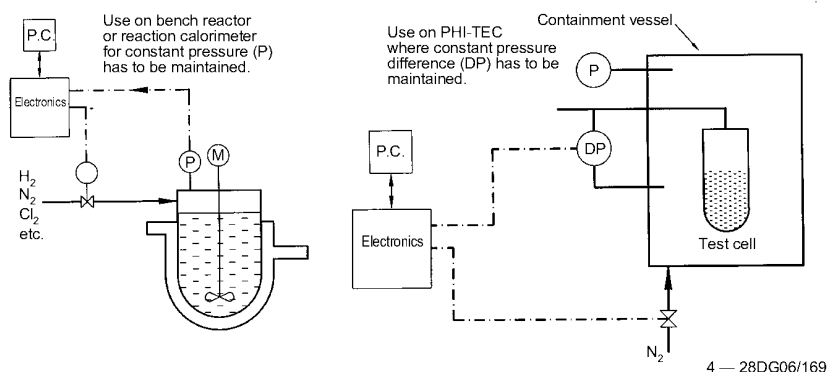 P.C.
Use on bench reactor
or reaction calorimeter
for constant pressure (P)
has to be maintained.
Electronics
P
M
H2
N2
Cl2
etc.
Containment vessel
Use on PHI-TEC
where constant pressure
difference (DP) has to be
maintained.
P
DP
P.C.
Electronics
Test cell
N2
4 — 28DG06/169